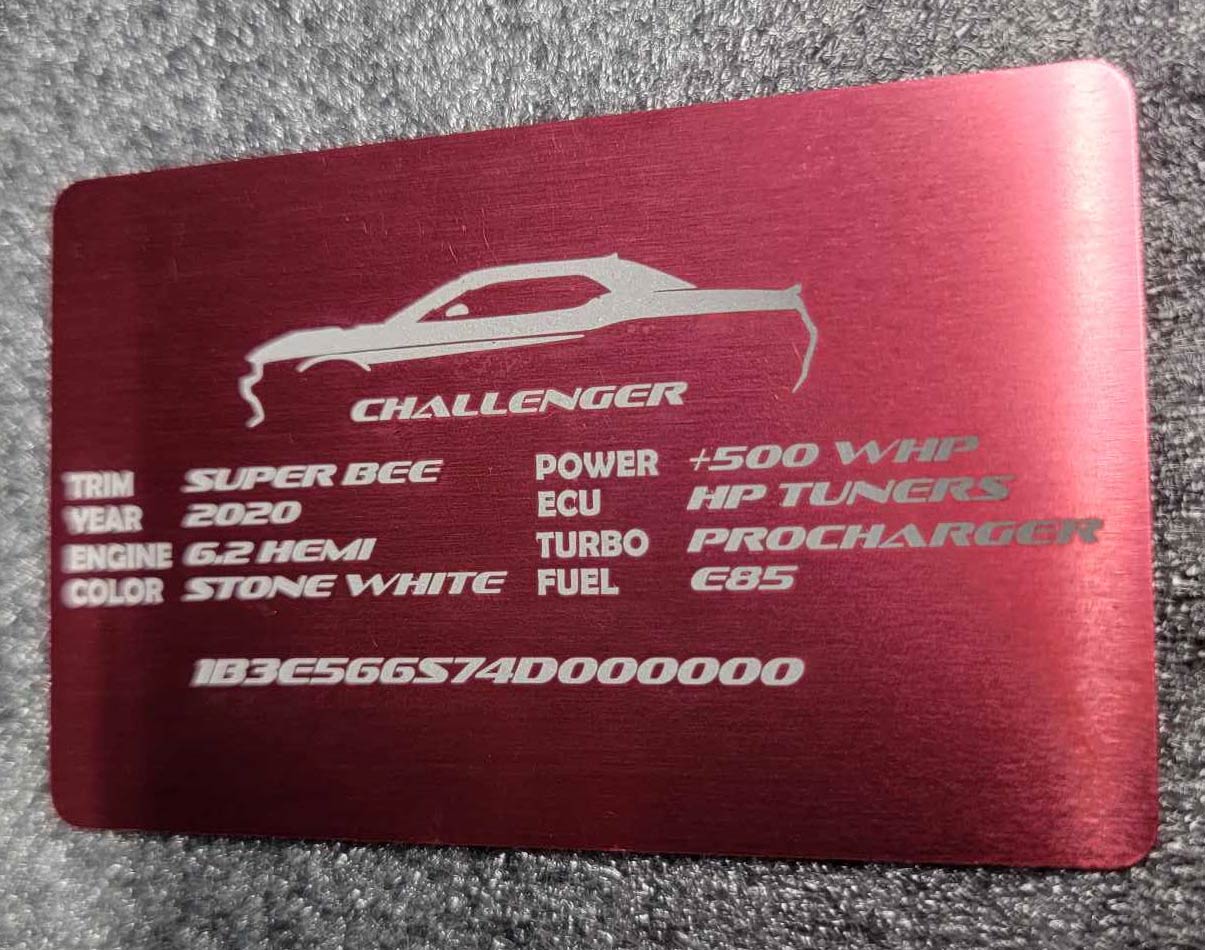 CHALLENGER
TRIM SUPER BEE
YEAR 2020
ENGINE 6.2 HEMI
COLOR STONE WHITE
POWER +500 WHP
ECU HP TUNERS
TURBO PROCHARGER
FUEL E85
1B3E566S74D000000